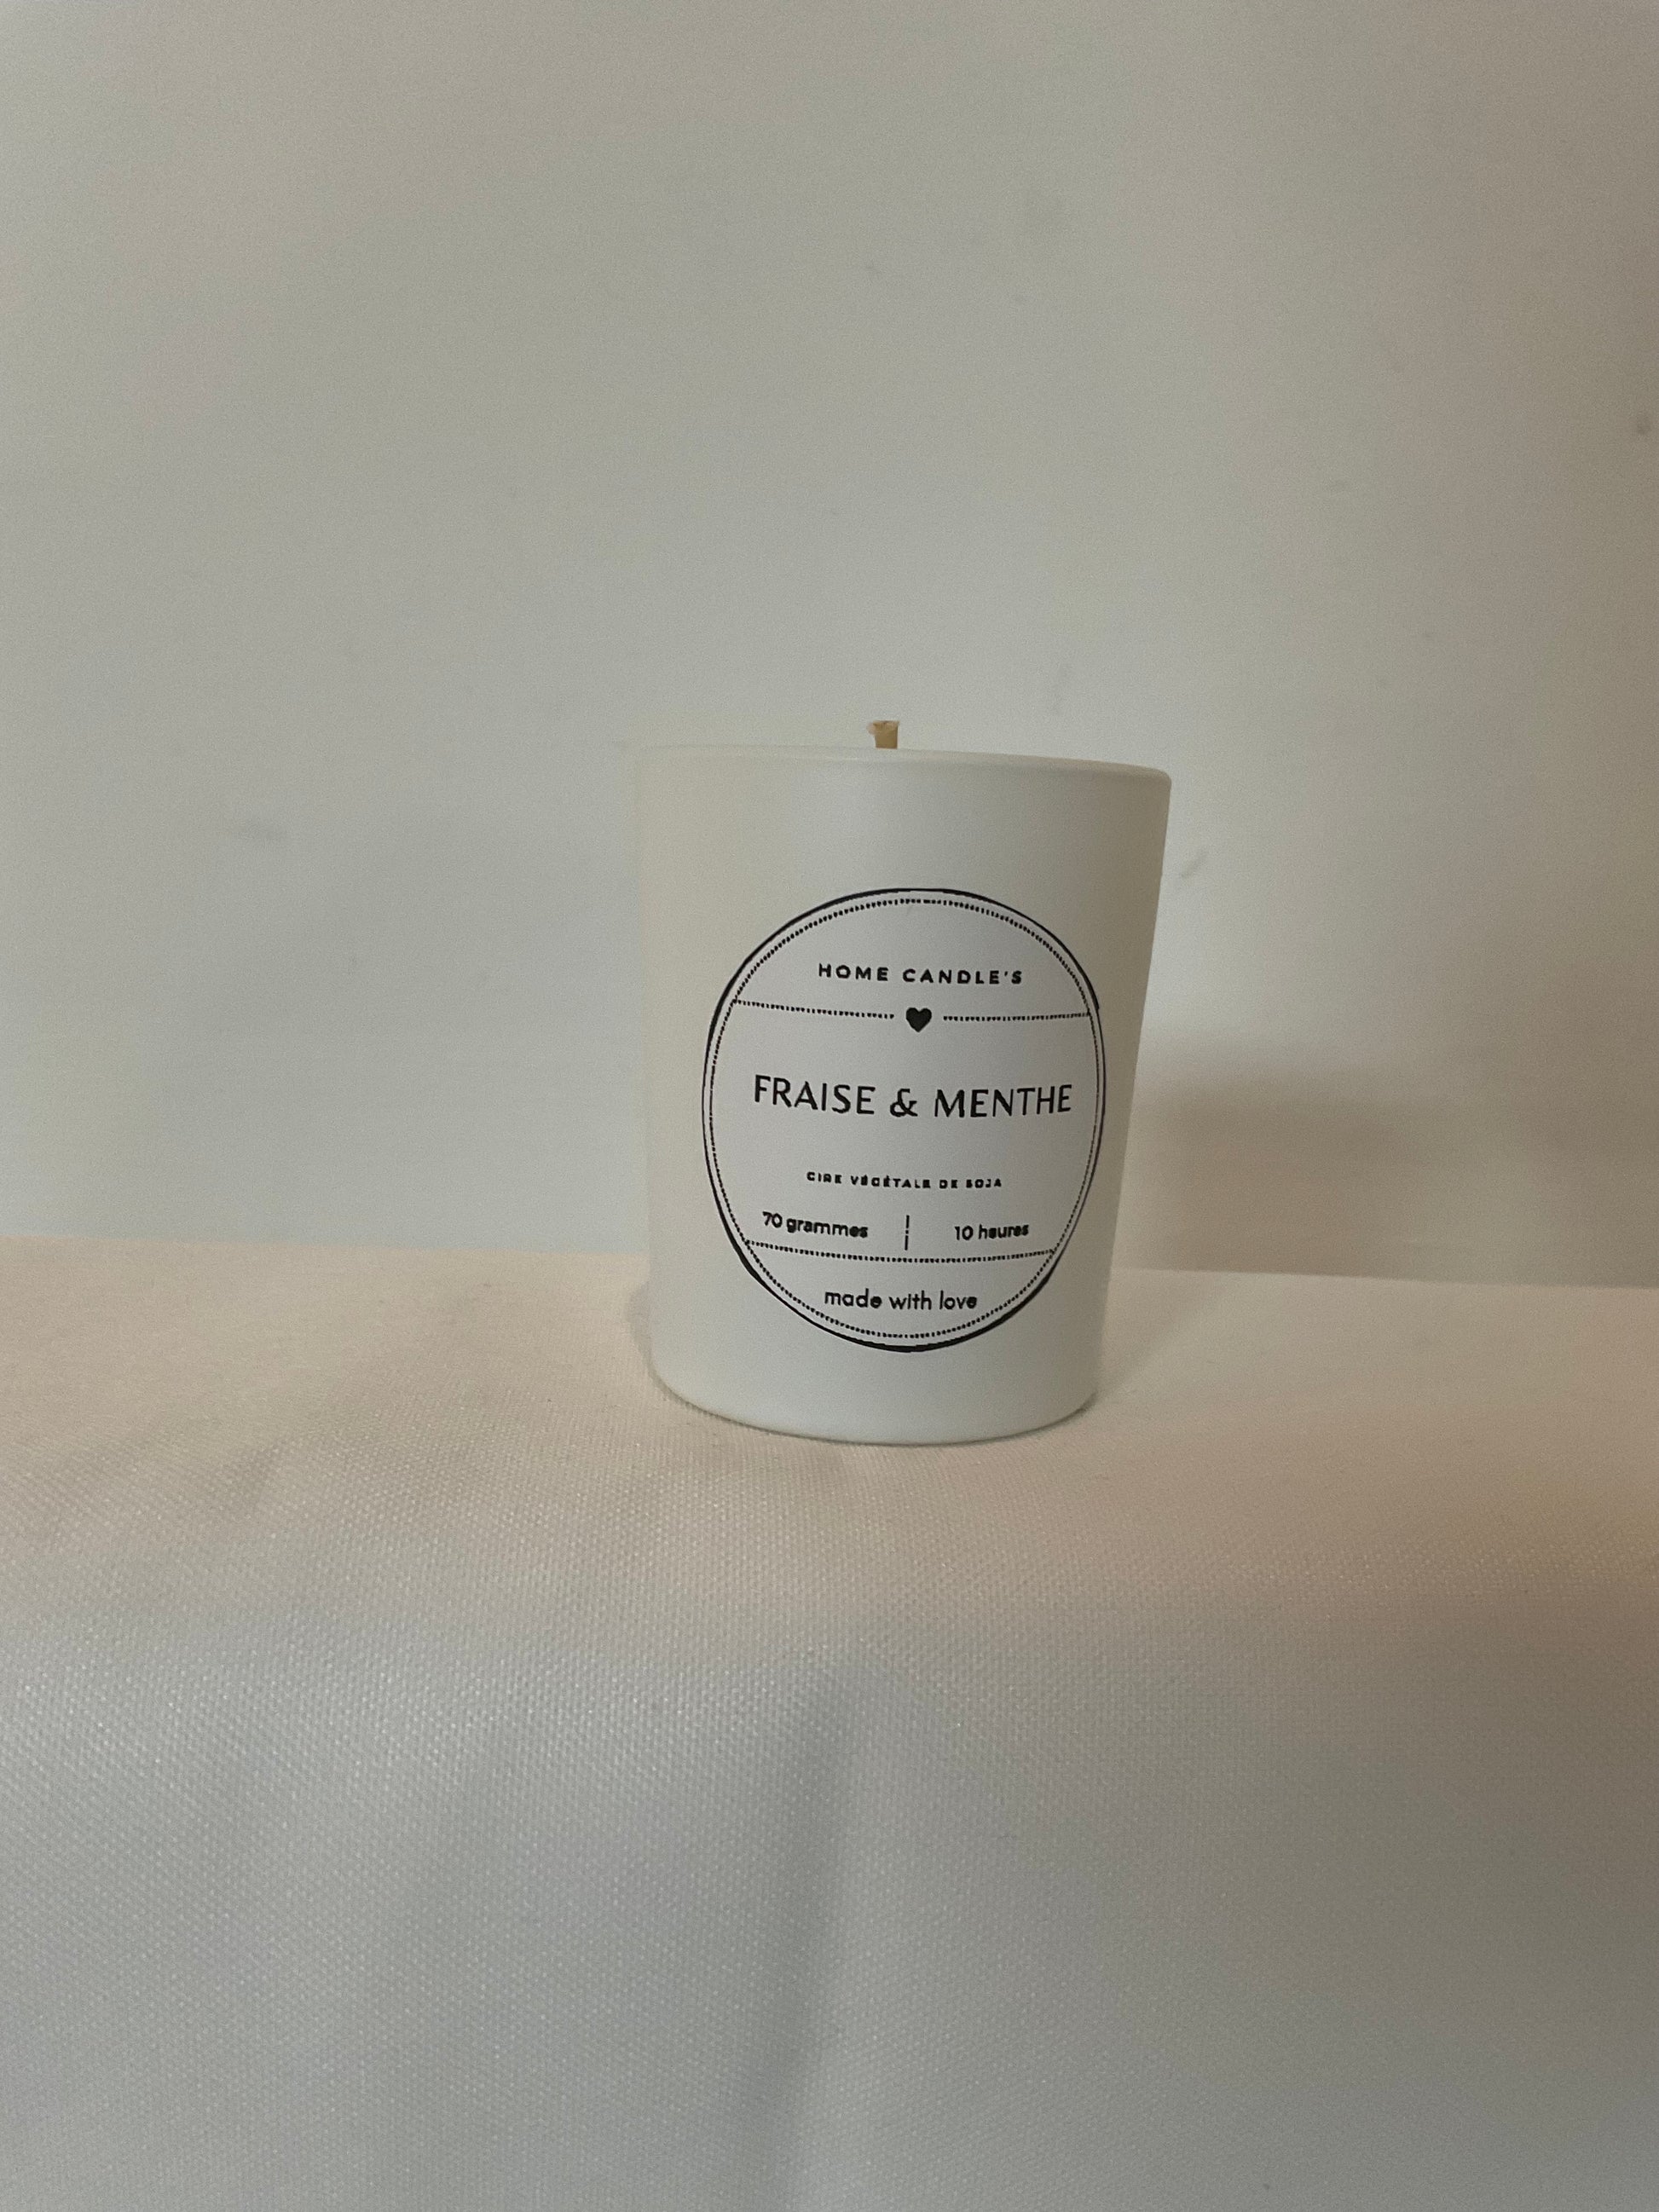 HOME CANDLE'S
FRAISE & MENTHE
CIRE VÉGÉTALE DE SOJA
70 grammes
10 heures
made with love